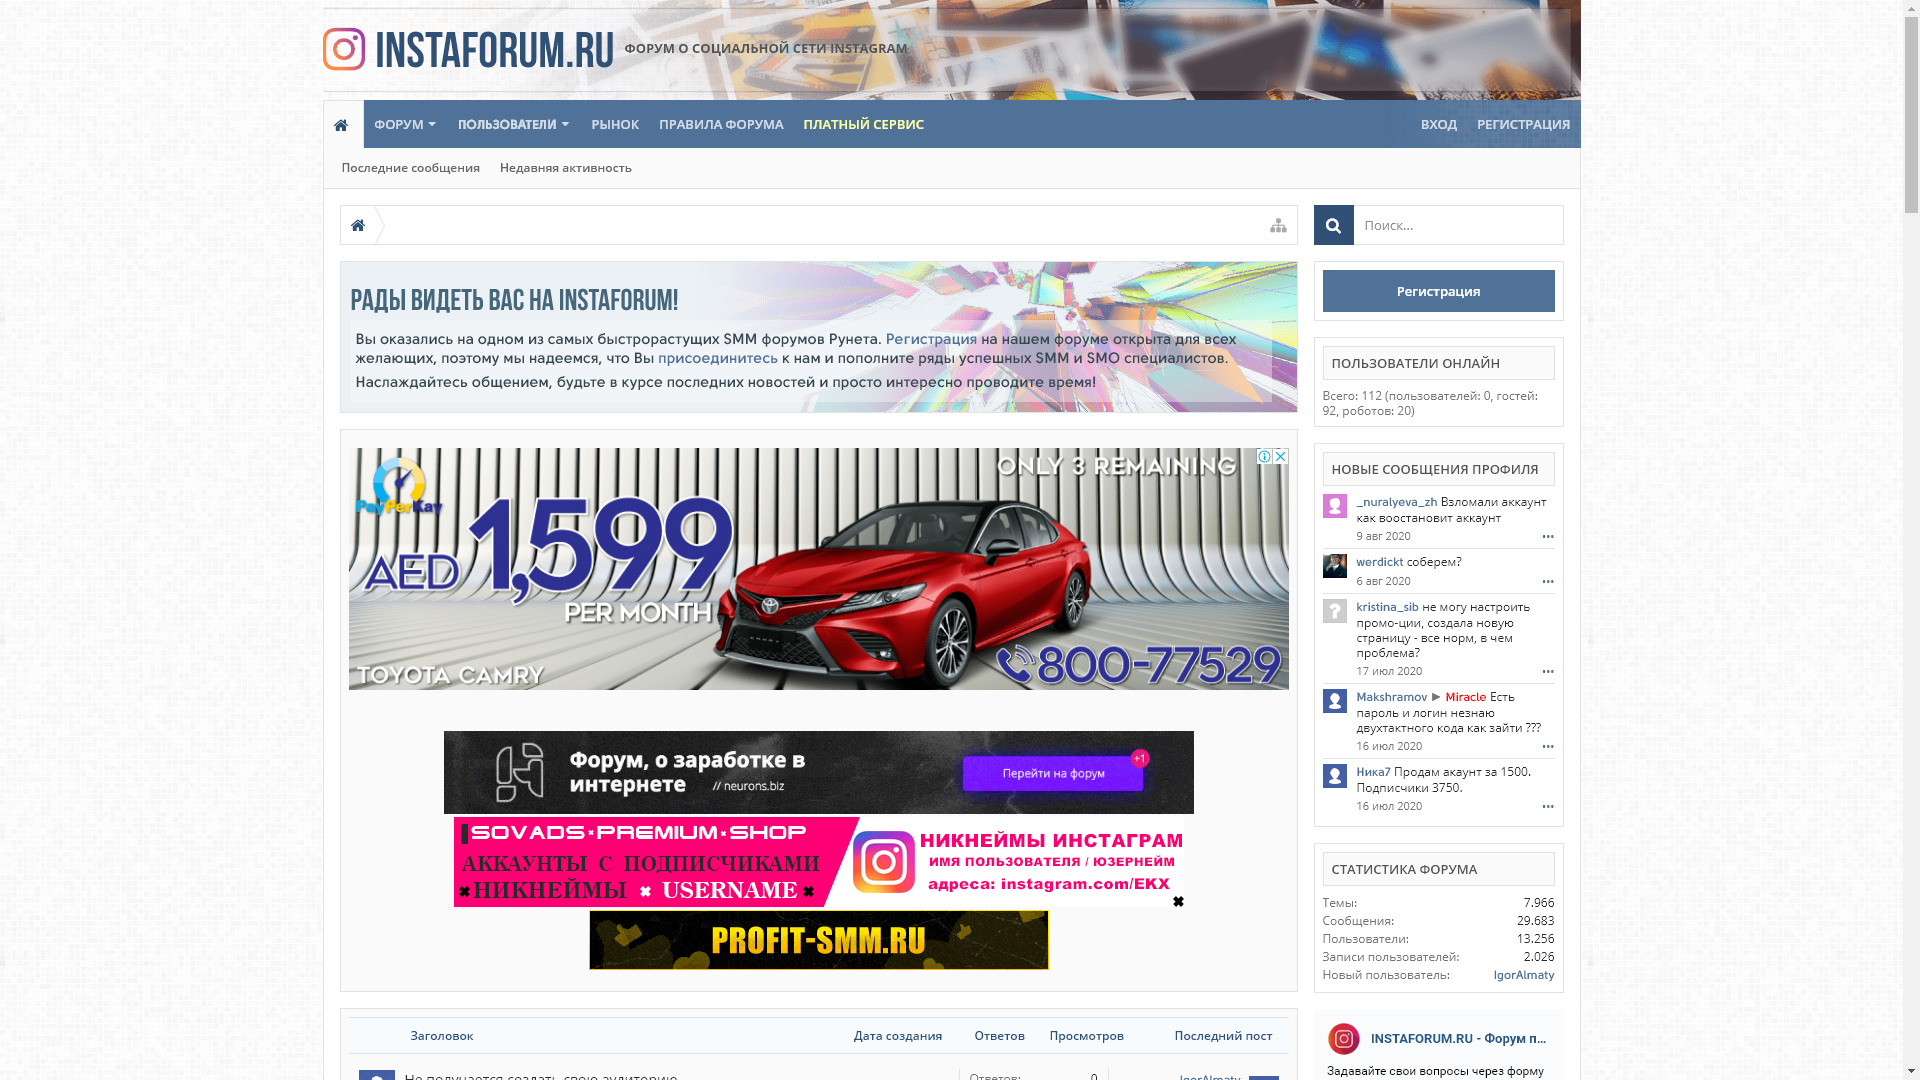 INSTAFORUM.RU
ФОРУМ О СОЦИАЛЬНОЙ СЕТИ INSTAGRAM
ФОРУМ
ПОЛЬЗОВАТЕЛИ
РЫНОК
ПРАВИЛА ФОРУМА
ПЛАТНЫЙ СЕРВИС
ВХОД
РЕГИСТРАЦИЯ
Последние сообщения
Недавняя активность
РАДЫ ВИДЕТЬ ВАС НА INSTAFORUM!
Вы оказались на одном из самых быстрорастущих SMM форумов Рунета. Регистрация на нашем форуме открыта для всех
желающих, поэтому мы надеемся, что Вы присоединитесь к нам и пополните ряды успешных SMM и SMO специалистов.
Наслаждайтесь общением, будьте в курсе последних новостей и просто интересно проводите время!
PayPerKay
ONLY 3 REMAINING
AED 1,599
PER MONTH
TOYOTA CAMRY
800-77529
Форум, о заработке в
интернете // neurons.biz
Перейти на форум
+1
SOVADS×PREMIUM×SHOP
АККАУНТЫ С ПОДПИСЧИКАМИ
НИКНЕЙМЫ USERNAME
НИКНЕЙМЫ ИНСТАГРАМ
ИМЯ ПОЛЬЗОВАТЕЛЯ / ЮЗЕРНЕЙМ
адреса: instagram.com/EKX
PROFIT-SMM.RU
Заголовок
Дата создания
Ответов
Просмотров
Последний пост
Не получается создать свою аудиторию
Ответов:
0
IgorAlmaty
Поиск...
Регистрация
ПОЛЬЗОВАТЕЛИ ОНЛАЙН
Всего: 112 (пользователей: 0, гостей:
92, роботов: 20)
НОВЫЕ СООБЩЕНИЯ ПРОФИЛЯ
_nuralyeva_zh Взломали аккаунт
как воостановит аккаунт
9 авг 2020
•••
werdickt соберем?
6 авг 2020
•••
kristina_sib не могу настроить
промо-ции, создала новую
страницу - все норм, в чем
проблема?
17 июл 2020
•••
Makshramov ► Miracle Есть
пароль и логин незнаю
двухтактного кода как зайти ???
16 июл 2020
•••
Ника7 Продам акаунт за 1500.
Подписчики 3750.
16 июл 2020
•••
СТАТИСТИКА ФОРУМА
Темы: 7.966
Сообщения: 29.683
Пользователи: 13.256
Записи пользователей: 2.026
Новый пользователь: IgorAlmaty
INSTAFORUM.RU - Форум п...
Задавайте свои вопросы через форму